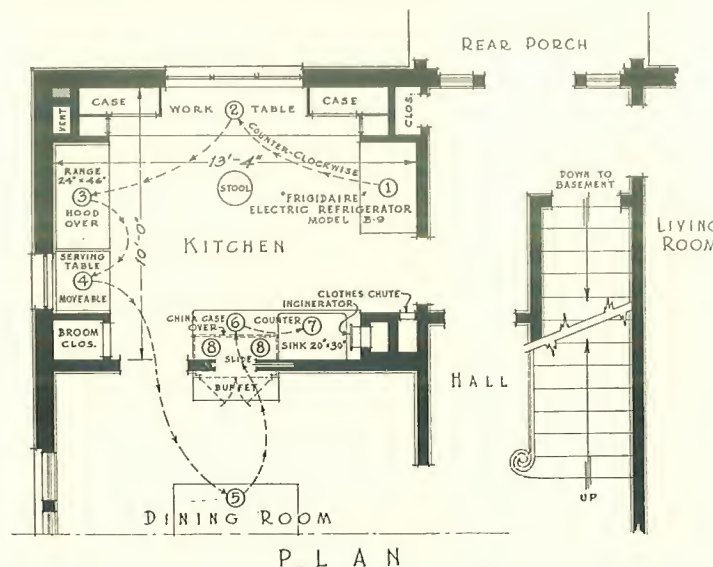 REAR PORCH
CASE
WORK TABLE
CASE
VENT
CLOS.
2
COUNTER-CLOCKWISE
13'-4"
RANGE
24" = 46"
3
HOOD
OVER
STOOL
1
"FRIGIDAIRE"
ELECTRIC REFRIGERATOR
MODEL B-9
DOWN TO
BASEMENT
LIVING
ROOM
10'-0"
KITCHEN
SERVING
TABLE
4
MOVEABLE
CLOTHES CHUTE
INGINERATOR
CHINA CASE
OVER
6
COUNTER
7
BROOM
CLOS.
8
8
SLIDE
SINK 20"x30"
BUFFET
HALL
5
UP
DINING ROOM
PLAN